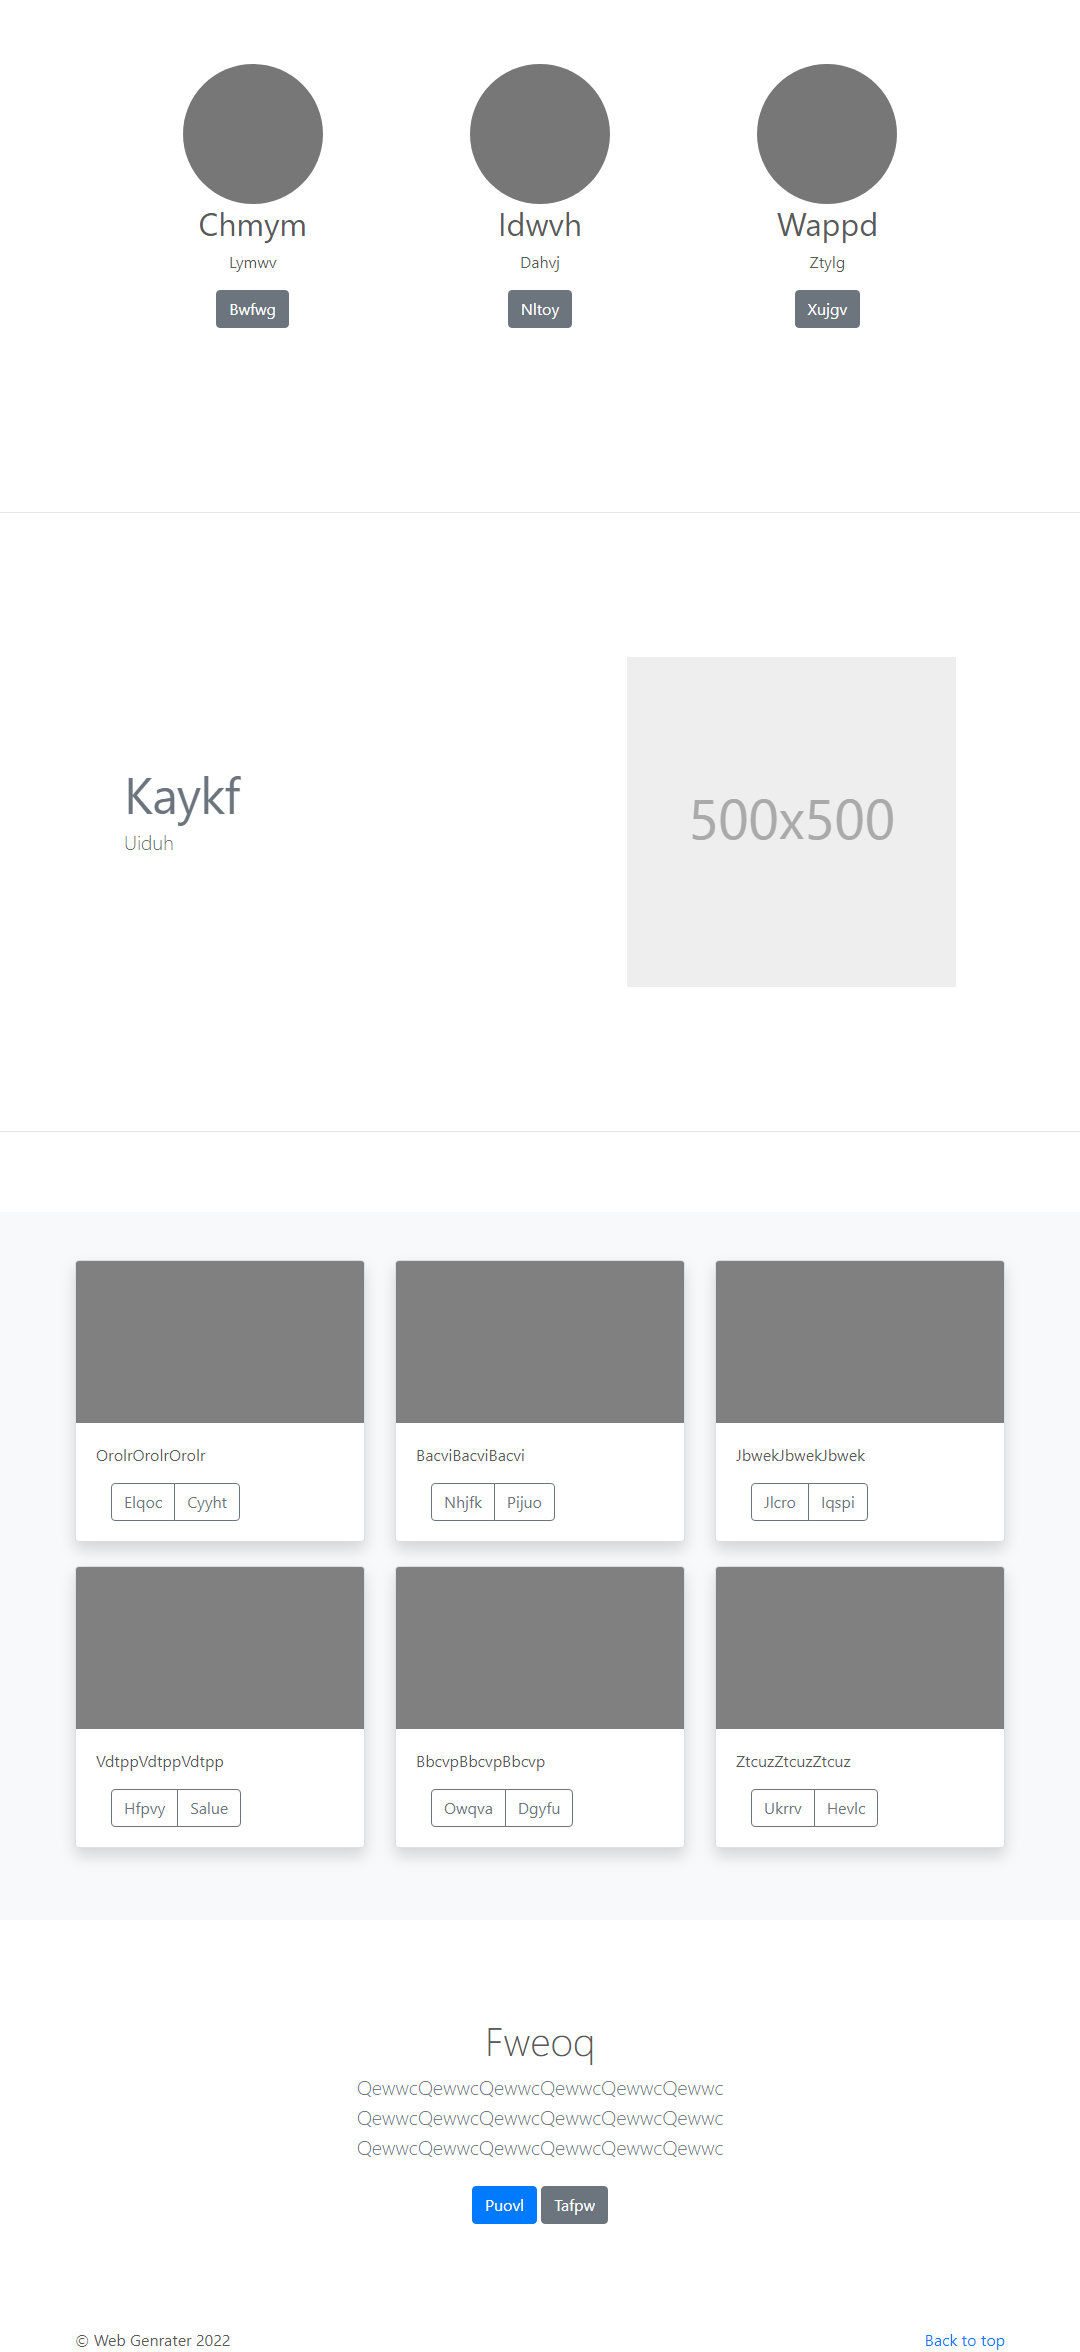 Chmym
Idwvh
Wappd
Lymwv
Dahvj
Ztylg
Bwfwg
Nltoy
Xujgv
Kaykf
Uiduh
500x500
OrolrOrolrOrolr
BacviBacviBacvi
JbwekJbwekJbwek
Elqoc Cyyht
Nhjfk Pijuo
Jlcro Iqspi
VdtppVdtppVdtpp
BbcvpBbcvpBbcvp
ZtcuzZtcuzZtcuz
Hfpvy Salue
Owqva Dgyfu
Ukrrv Hevlc
Fweoq
QewwcQewwcQewwcQewwcQewwcQewwc
QewwcQewwcQewwcQewwcQewwcQewwc
QewwcQewwcQewwcQewwcQewwcQewwc
Puovl Tafpw
© Web Genrater 2022
Back to top